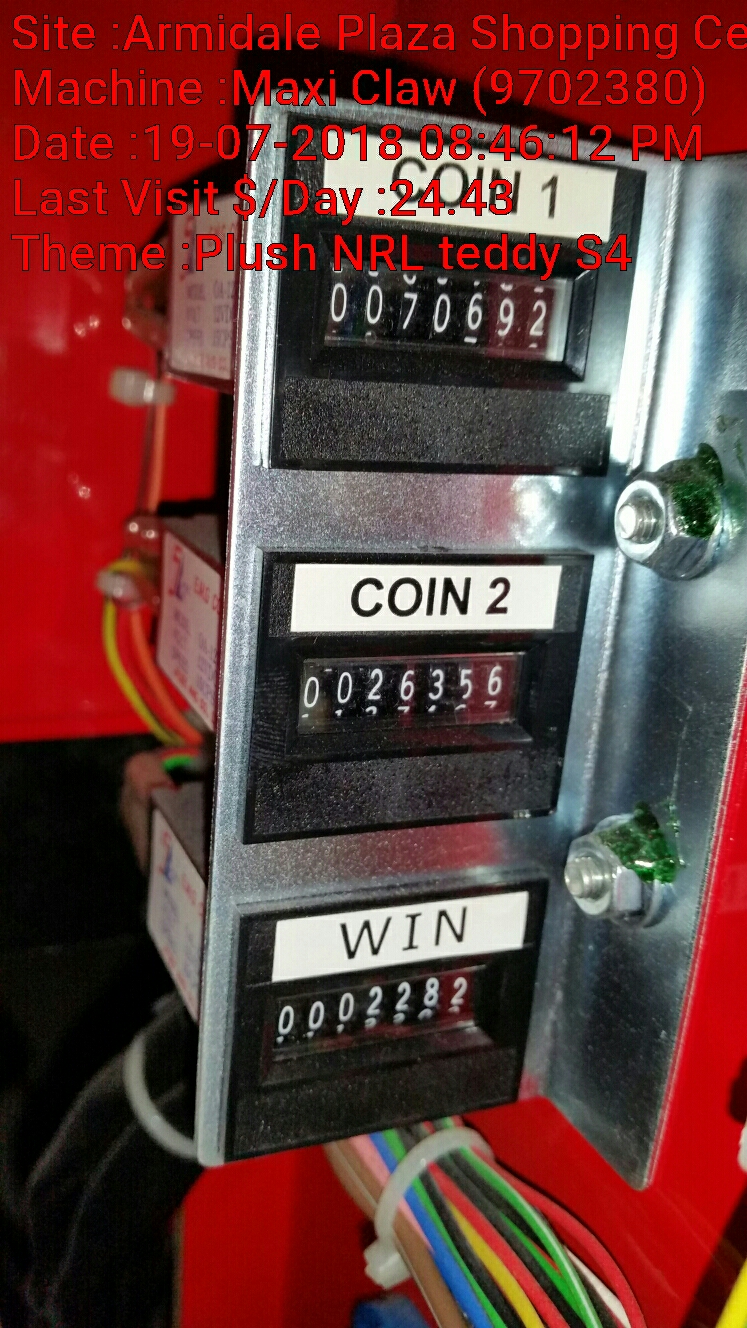 Site :Armidale Plaza Shopping Ce
Machine :Maxi Claw (9702380)
Date :19-07-2018 08:46:12 PM
Last Visit $/Day :24.43
Theme :Plush NRL teddy S4
COIN 1
0070692
COIN 2
0026356
WIN
0002282